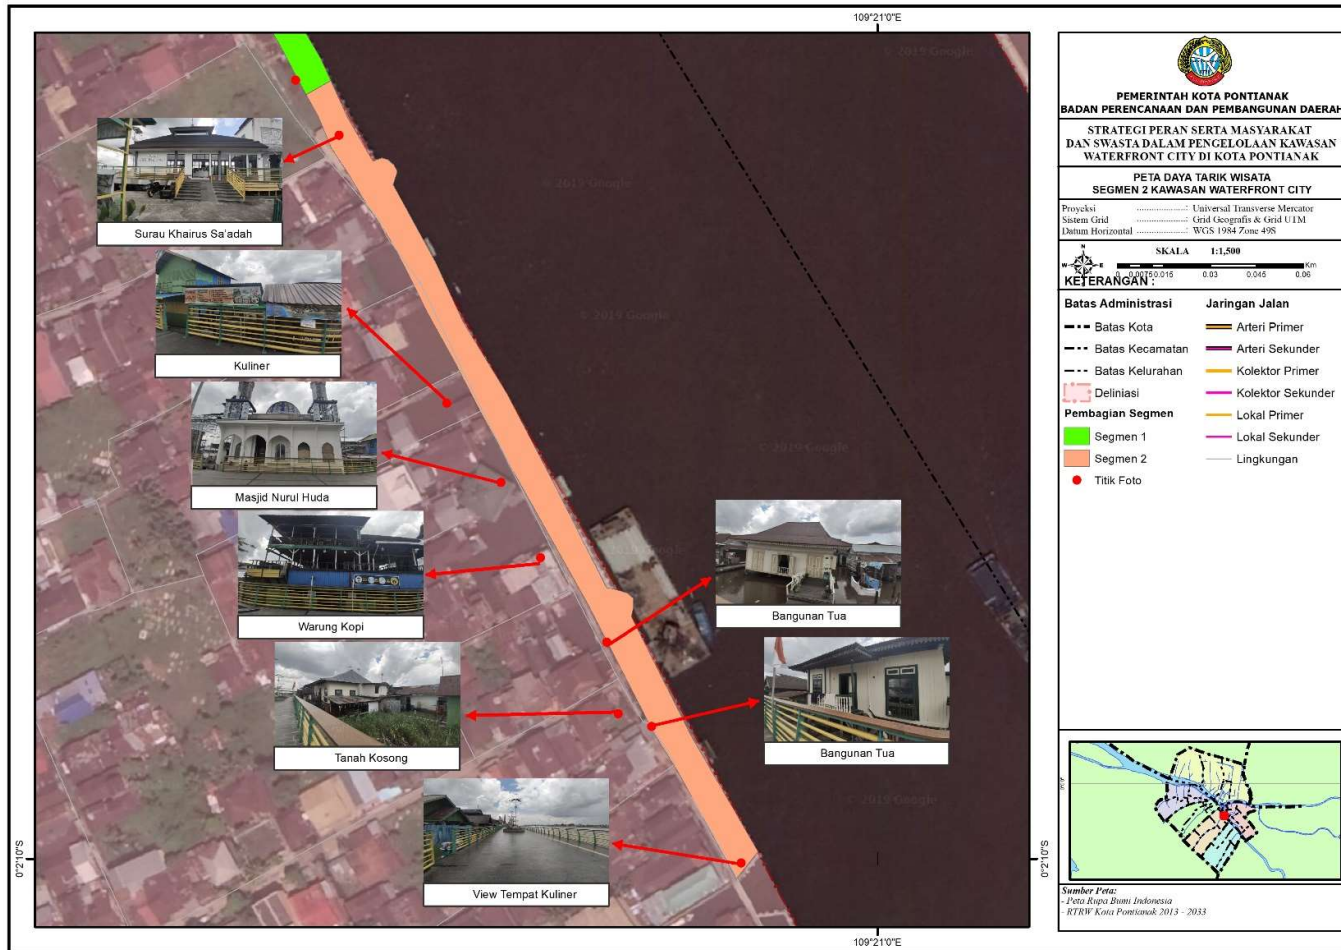 109°21'0"E
© 2019 Google
© 2019 Google
© 2019 Google
© 2019 Google
© 2019 Google
Surau Khairus Sa'adah
Kuliner
Masjid Nurul Huda
Warung Kopi
Tanah Kosong
View Tempat Kuliner
Bangunan Tua
Bangunan Tua
0°2'10"S
0°2'10"S
109°21'0"E
PEMERINTAH KOTA PONTIANAK
BADAN PERENCANAAN DAN PEMBANGUNAN DAERAH
STRATEGI PERAN SERTA MASYARAKAT
DAN SWASTA DALAM PENGELOLAAN KAWASAN
WATERFRONT CITY DI KOTA PONTIANAK
PETA DAYA TARIK WISATA
SEGMEN 2 KAWASAN WATERFRONT CITY
Proyeksi ....................: Universal Transverse Mercator
Sistem Grid ....................: Grid Geografis & Grid UTM
Datum Horizontal ....................: WGS 1984 Zone 49S
N
W E
S
SKALA 1:1,500
Km
0 0.0075 0.015 0.03 0.045 0.06
KETERANGAN :
Batas Administrasi
Batas Kota
Batas Kecamatan
Batas Kelurahan
Deliniasi
Pembagian Segmen
Segmen 1
Segmen 2
Titik Foto
Jaringan Jalan
Arteri Primer
Arteri Sekunder
Kolektor Primer
Kolektor Sekunder
Lokal Primer
Lokal Sekunder
Lingkungan
Sumber Peta:
- Peta Rupa Bumi Indonesia
- RTRW Kota Pontianak 2013 - 2033